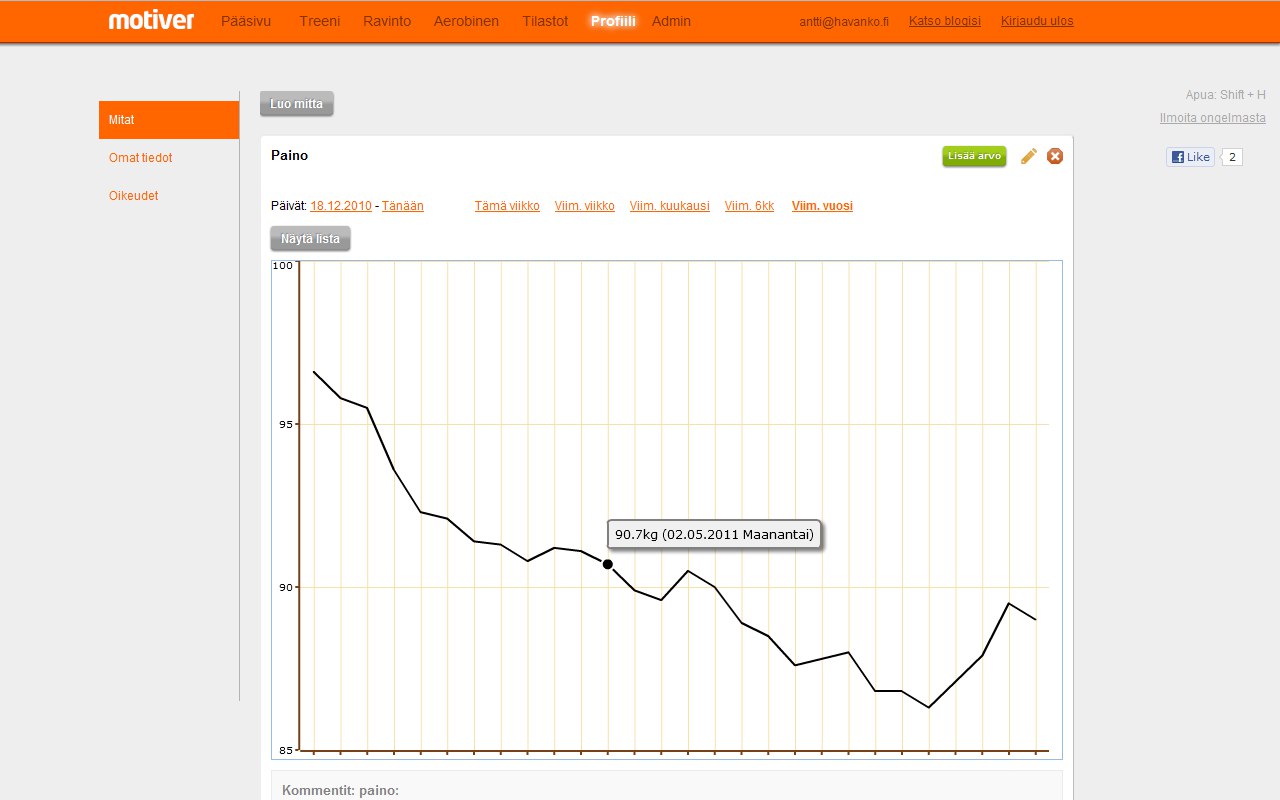 motiver Pääsivu Treeni Ravinto Aerobinen Tilastot Profiili Admin antti@havanko.fi Katso blogisi Kirjaudu ulos
Apua: Shift + H
Ilmoita ongelmasta
Like 2
Mitat
Omat tiedot
Oikeudet
Luo mitta
Paino Lisää arvo
Päivät: 18.12.2010 - Tänään Tämä viikko Viim. viikko Viim. kuukausi Viim. 6kk Viim. vuosi
Näytä lista
100
95
90.7kg (02.05.2011 Maanantai)
90
85
Kommentit: paino: